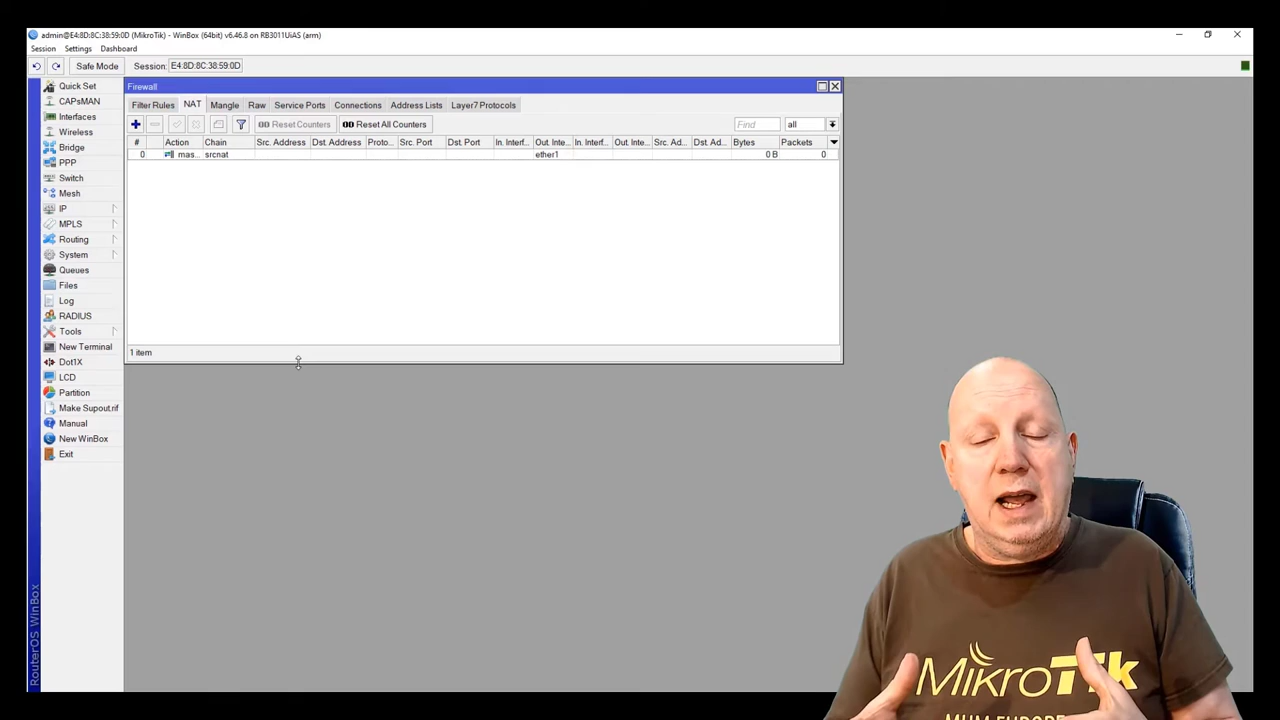 admin@E4:8D:8C:38:59:0D (MikroTik) - WinBox (64bit) v6.46.8 on RB3011UiAS (arm)
Session Settings Dashboard
Safe Mode Session: E4:8D:8C:38:59:0D
Quick Set
CAPsMAN
Interfaces
Wireless
Bridge
PPP
Switch
Mesh
IP
MPLS
Routing
System
Queues
Files
Log
RADIUS
Tools
New Terminal
Dot1X
LCD
Partition
Make Supout.rif
Manual
New WinBox
Exit
RouterOS WinBox
Firewall
Filter Rules NAT Mangle Raw Service Ports Connections Address Lists Layer7 Protocols
00 Reset Counters 00 Reset All Counters Find all
# Action Chain Src. Address Dst. Address Proto... Src. Port Dst. Port In. Interf... Out. Inte... In. Interf... Out. Inte... Src. Ad... Dst. Ad... Bytes Packets
0 mas... srcnat ether1 0 B 0
1 item
MikroTik
MUM EUROPE